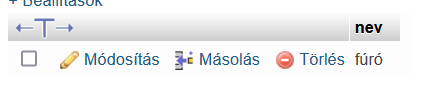 + Beállítások
←T→ nev
Módosítás Másolás Törlés fúró